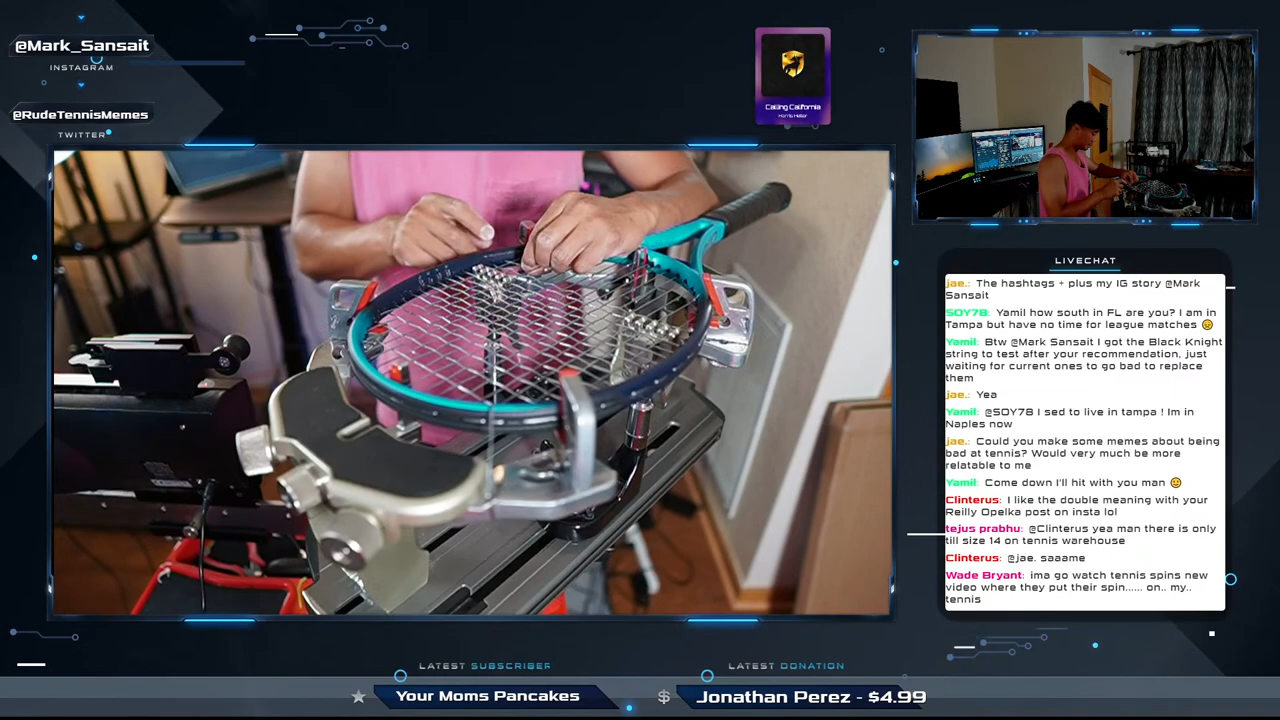 @Mark_Sansait
INSTAGRAM
@RudeTennisMemes
TWITTER
Calling California
LIVECHAT
jae.: The hashtags + plus my IG story @Mark
Sansait
SOY78: Yamil how south in FL are you? I am in
Tampa but have no time for league matches 😟
Yamil: Btw @Mark Sansait I got the Black Knight
string to test after your recommendation, just
waiting for current ones to go bad to replace
them
jae.: Yea
Yamil: @SOY78 I sed to live in tampa ! Im in
Naples now
jae.: Could you make some memes about being
bad at tennis? Would very much be more
relatable to me
Yamil: Come down I'll hit with you man 🙂
Clinterus: I like the double meaning with your
Reilly Opelka post on insta lol
tejus prabhu: @Clinterus yea man there is only
till size 14 on tennis warehouse
Clinterus: @jae. saaame
Wade Bryant: ima go watch tennis spins new
video where they put their spin...... on.. my..
tennis
LATEST SUBSCRIBER
LATEST DONATION
Your Moms Pancakes
$ Jonathan Perez - $4.99